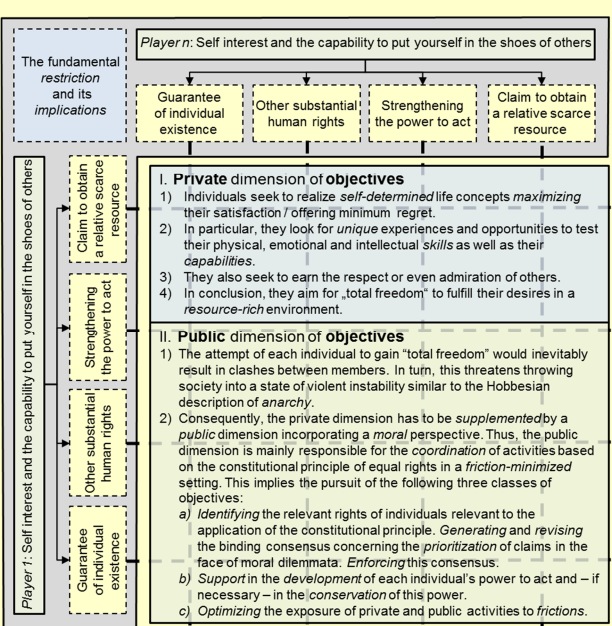 The fundamental
restriction
and its
implications
Player n: Self interest and the capability to put yourself in the shoes of others
Guarantee
of individual
existence
Other substantial
human rights
Strengthening
the power to act
Claim to obtain
a relative scarce
resource
Player 1: Self interest and the capability to put yourself in the shoes of others
Claim to obtain
a relative scarce
resource
Strengthening
the power to act
Other substantial
human rights
Guarantee
of individual
existence
I. Private dimension of objectives
1) Individuals seek to realize self-determined life concepts maximizing
their satisfaction / offering minimum regret.
2) In particular, they look for unique experiences and opportunities to test
their physical, emotional and intellectual skills as well as their
capabilities.
3) They also seek to earn the respect or even admiration of others.
4) In conclusion, they aim for „total freedom“ to fulfill their desires in a
resource-rich environment.
II. Public dimension of objectives
1) The attempt of each individual to gain “total freedom” would inevitably
result in clashes between members. In turn, this threatens throwing
society into a state of violent instability similar to the Hobbesian
description of anarchy.
2) Consequently, the private dimension has to be supplemented by a
public dimension incorporating a moral perspective. Thus, the public
dimension is mainly responsible for the coordination of activities based
on the constitutional principle of equal rights in a friction-minimized
setting. This implies the pursuit of the following three classes of
objectives:
a) Identifying the relevant rights of individuals relevant to the
application of the constitutional principle. Generating and revising
the binding consensus concerning the prioritization of claims in the
face of moral dilemmata. Enforcing this consensus.
b) Support in the development of each individual's power to act and – if
necessary – in the conservation of this power.
c) Optimizing the exposure of private and public activities to frictions.